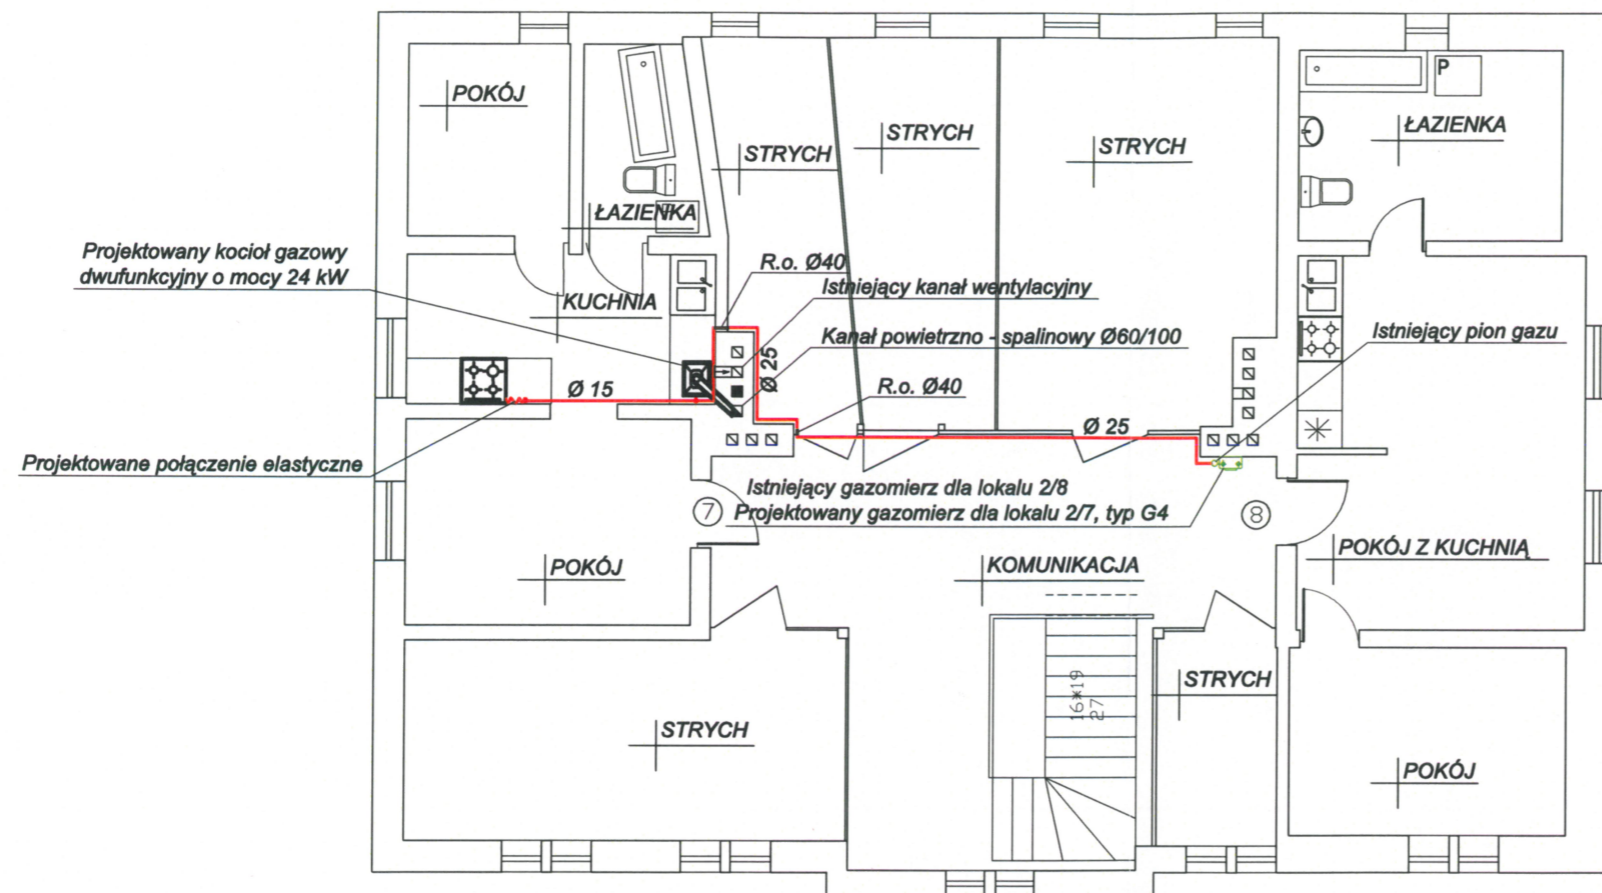 POKÓJ
STRYCH
STRYCH
STRYCH
P
ŁAZIENKA
ŁAZIENKA
Projektowany kocioł gazowy
dwufunkcyjny o mocy 24 kW
R.o. Ø40
Istniejący kanał wentylacyjny
KUCHNIA
Kanał powietrzno - spalinowy Ø60/100
Istniejący pion gazu
Ø 25
Ø 15
R.o. Ø40
Ø 25
Projektowane połączenie elastyczne
Istniejący gazomierz dla lokalu 2/8
Projektowany gazomierz dla lokalu 2/7, typ G4
7
8
POKÓJ Z KUCHNIĄ
POKÓJ
KOMUNIKACJA
16*19
27
STRYCH
STRYCH
POKÓJ